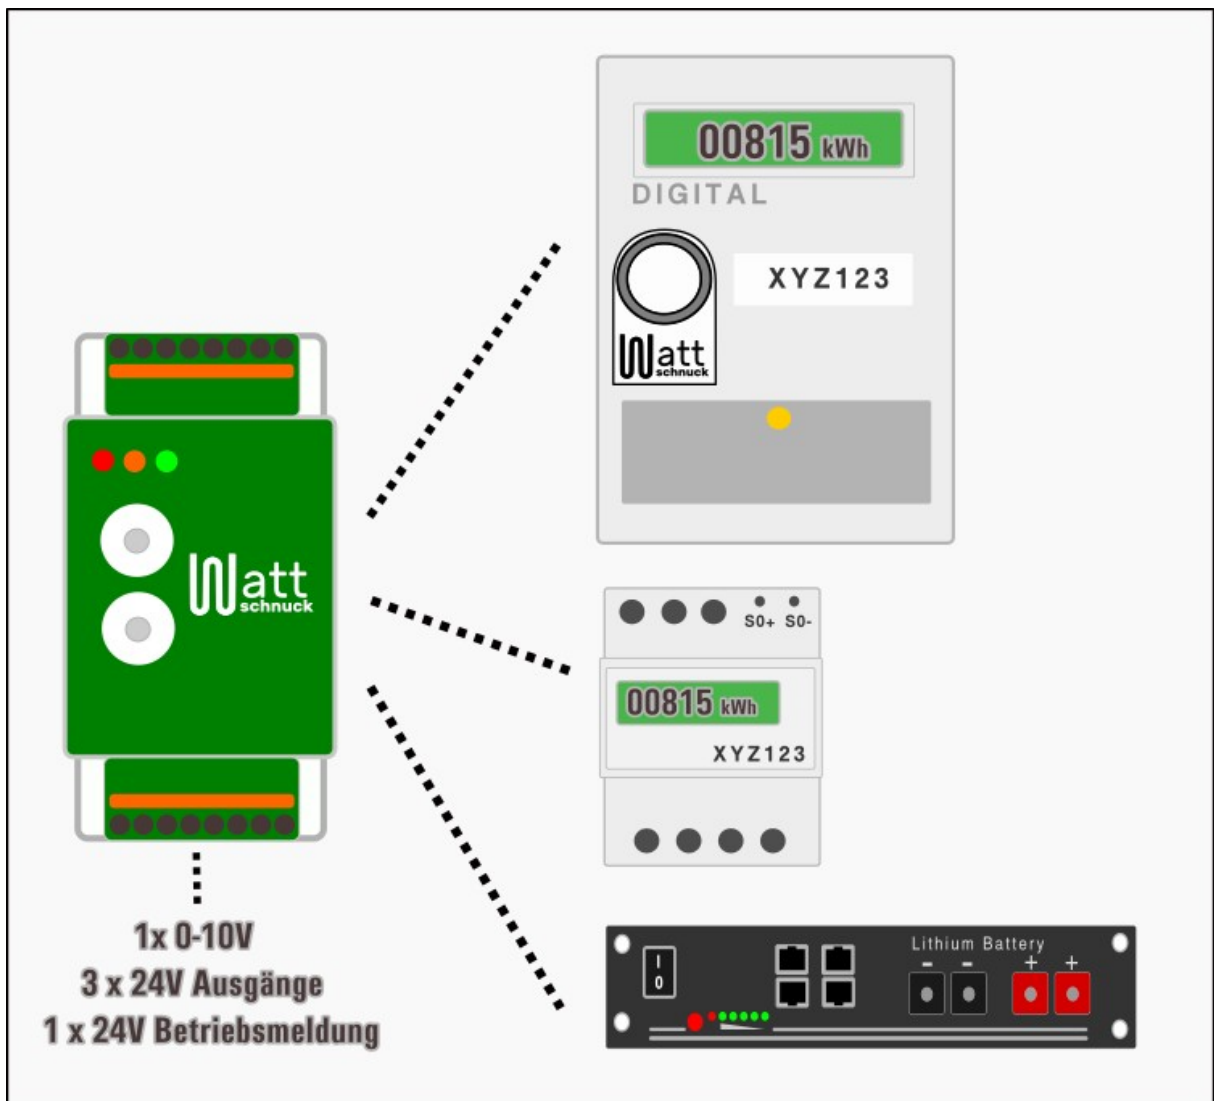 00815 kWh
DIGITAL
XYZ123
Watt
schnuck
Watt
schnuck
S0+ S0-
00815 kWh
XYZ123
1x 0-10V
3 x 24V Ausgänge
1 x 24V Betriebsmeldung
I
0
Lithium Battery
- - + +